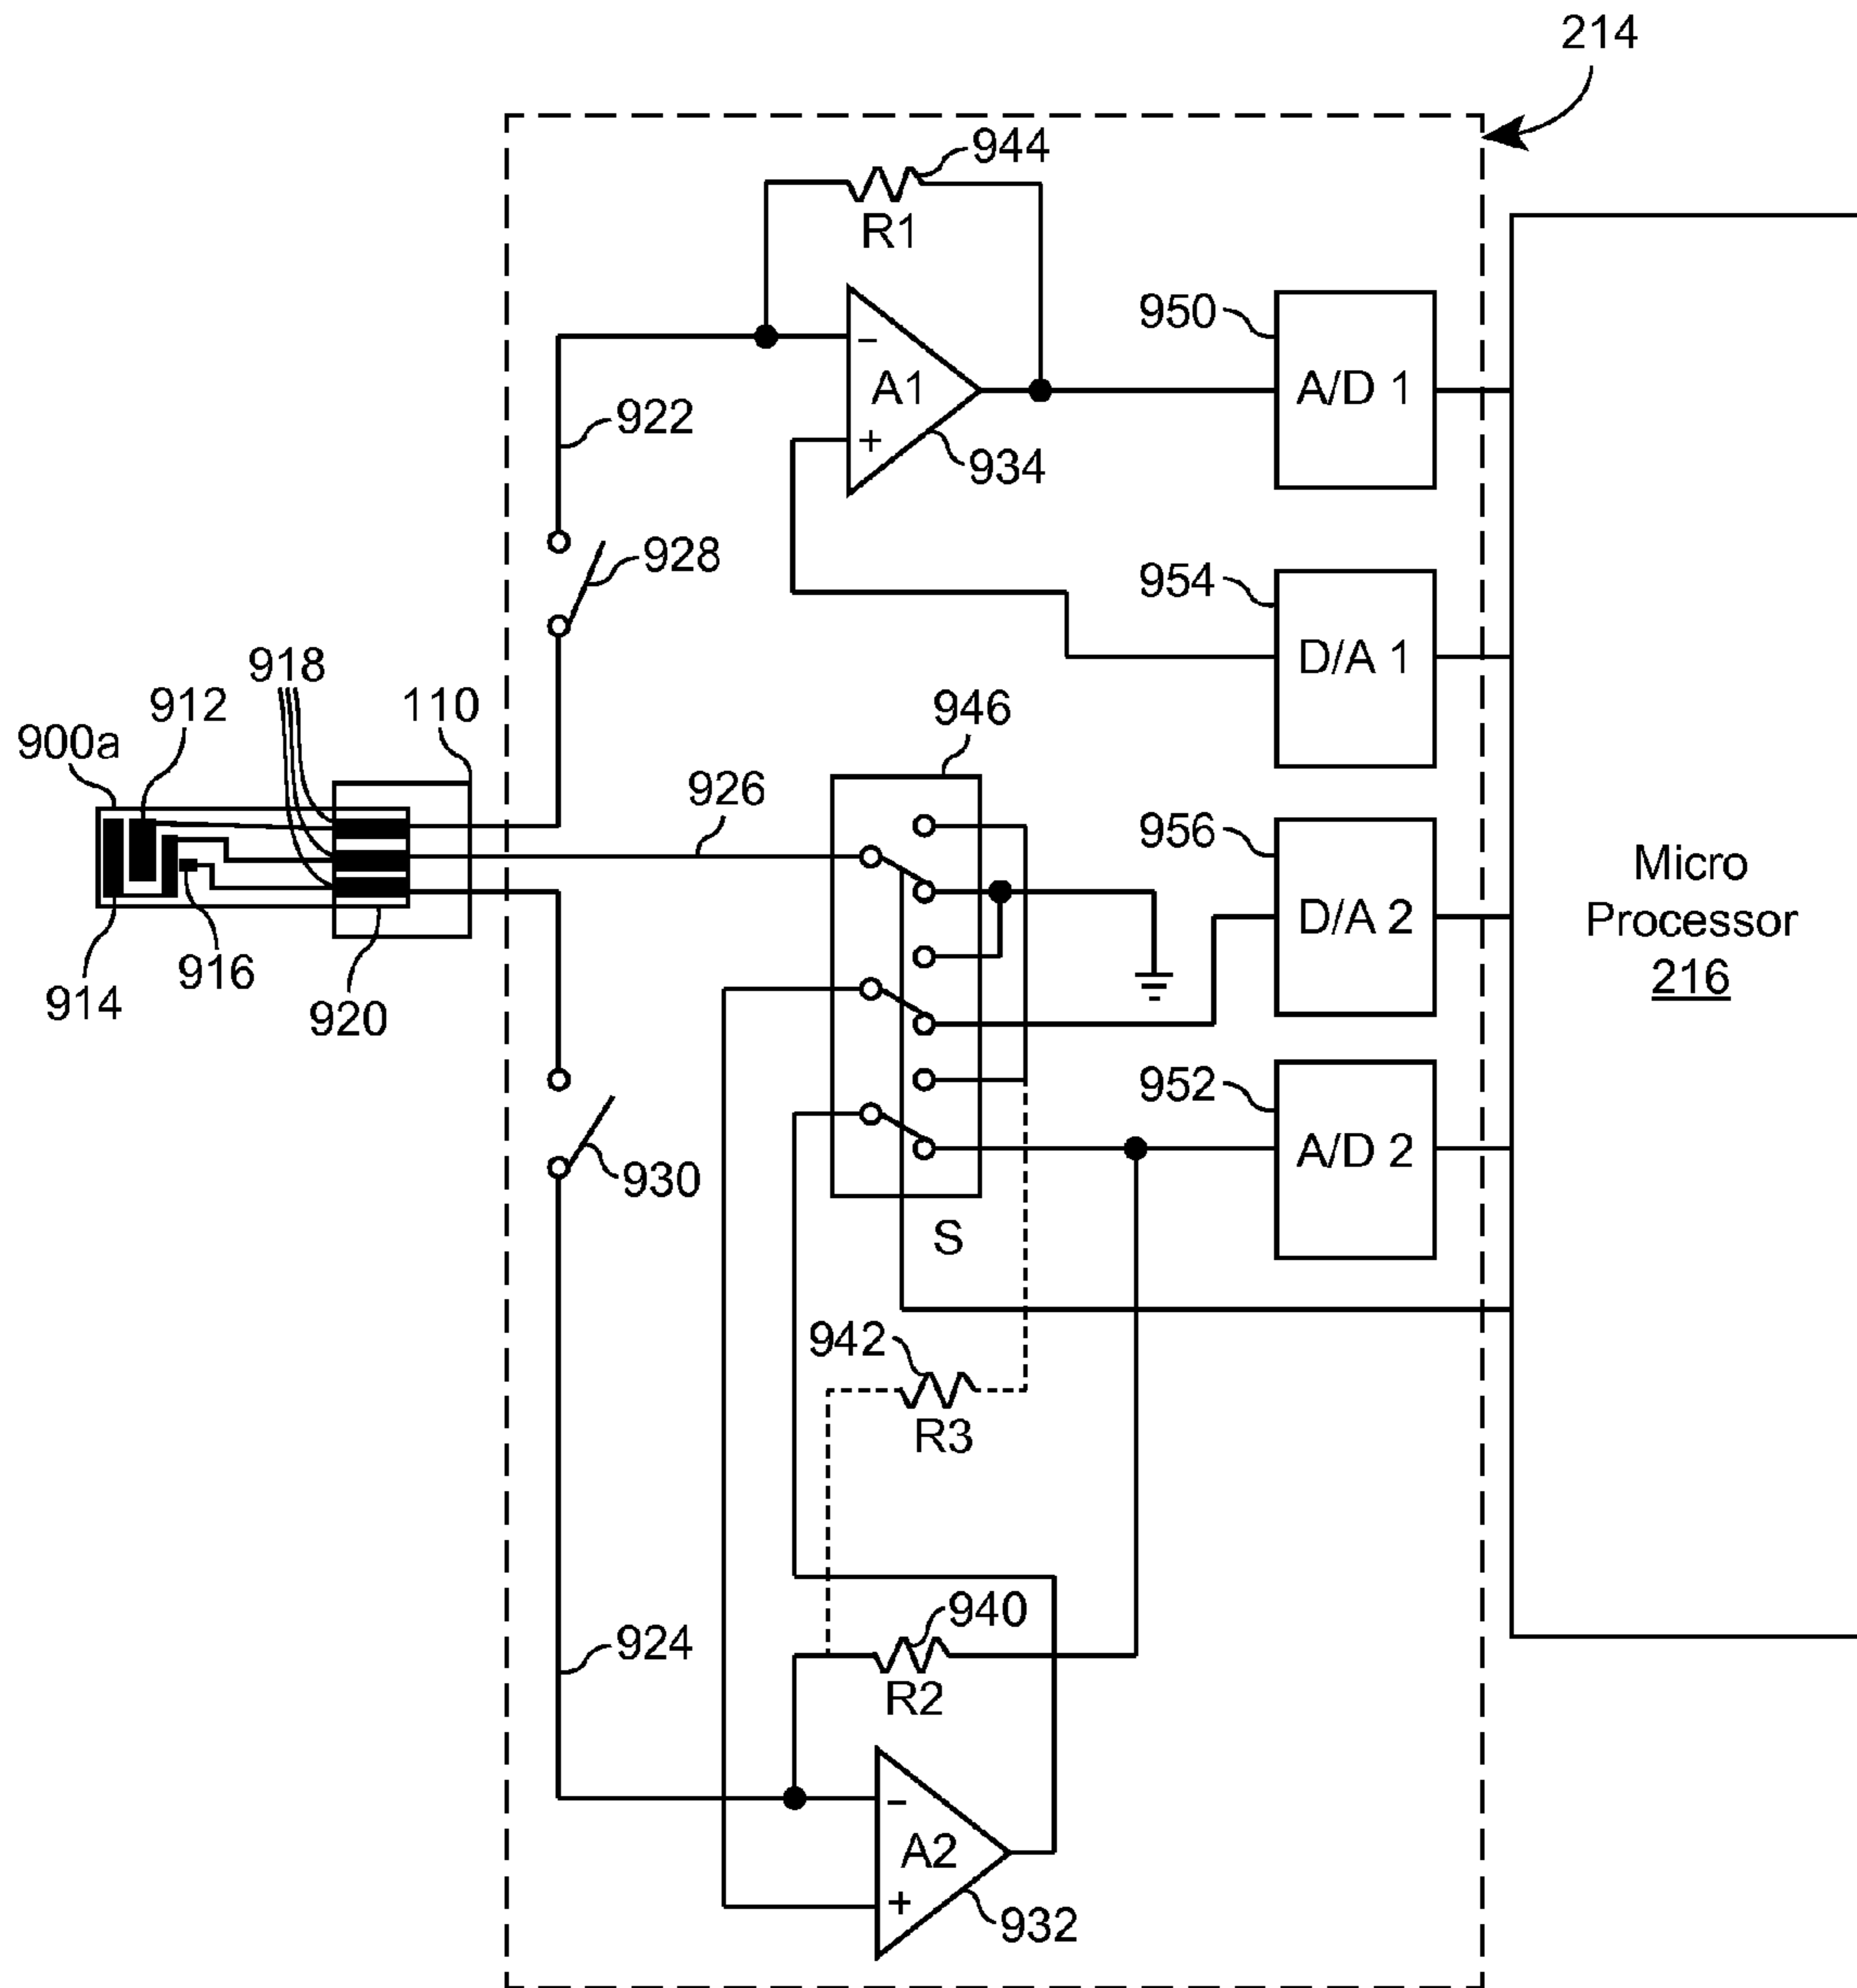 214
944
R1
950
A/D 1
-
A1
+
922
934
928
954
D/A 1
918
912
110
946
900a
926
956
D/A 2
Micro
Processor
216
914
916
920
952
A/D 2
930
S
942
R3
940
924
R2
-
A2
+
932